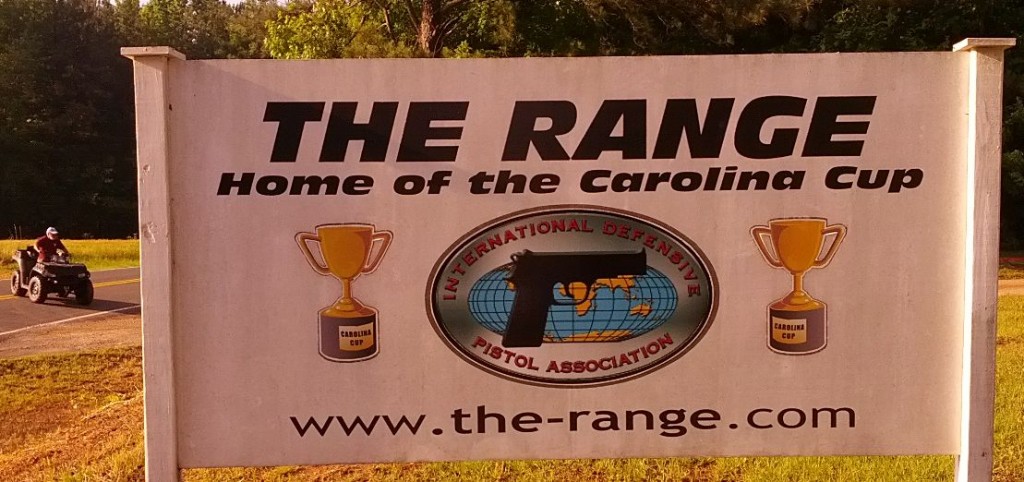 THE RANGE
Home of the Carolina Cup
INTERNATIONAL DEFENSIVE
PISTOL ASSOCIATION
CAROLINA
CUP
CAROLINA
CUP
www.the-range.com